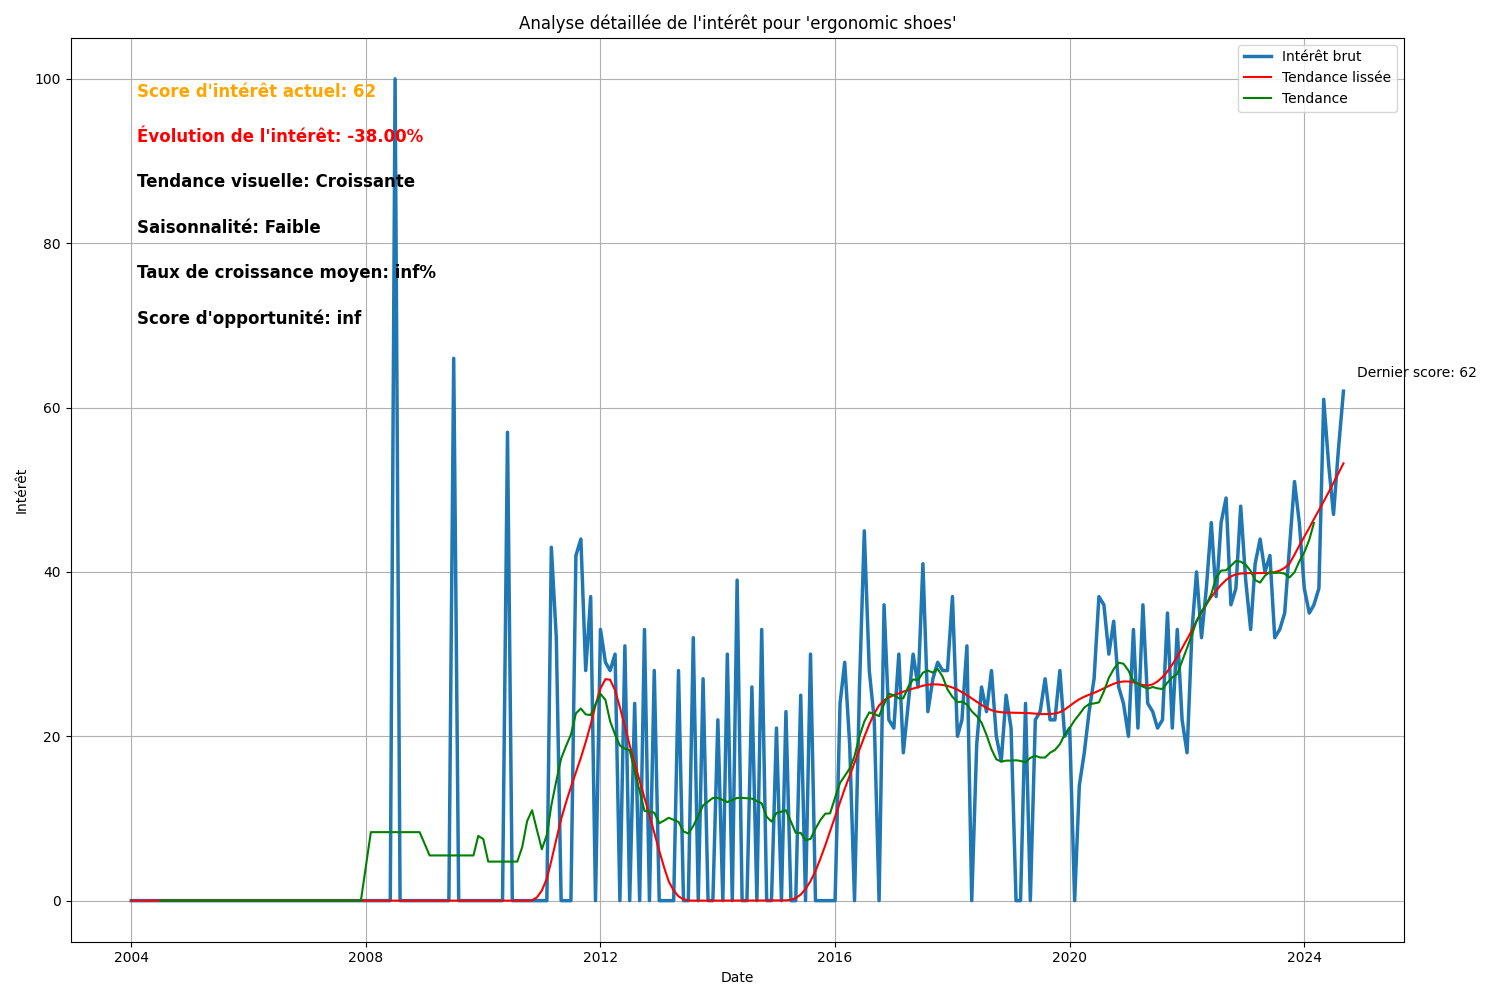 Analyse détaillée de l'intérêt pour 'ergonomic shoes'
Intérêt brut
Tendance lissée
Tendance
Score d'intérêt actuel: 62
Évolution de l'intérêt: -38.00%
Tendance visuelle: Croissante
Saisonnalité: Faible
Taux de croissance moyen: inf%
Score d'opportunité: inf
Dernier score: 62
Intérêt
100
80
60
40
20
0
2004
2008
2012
2016
2020
2024
Date